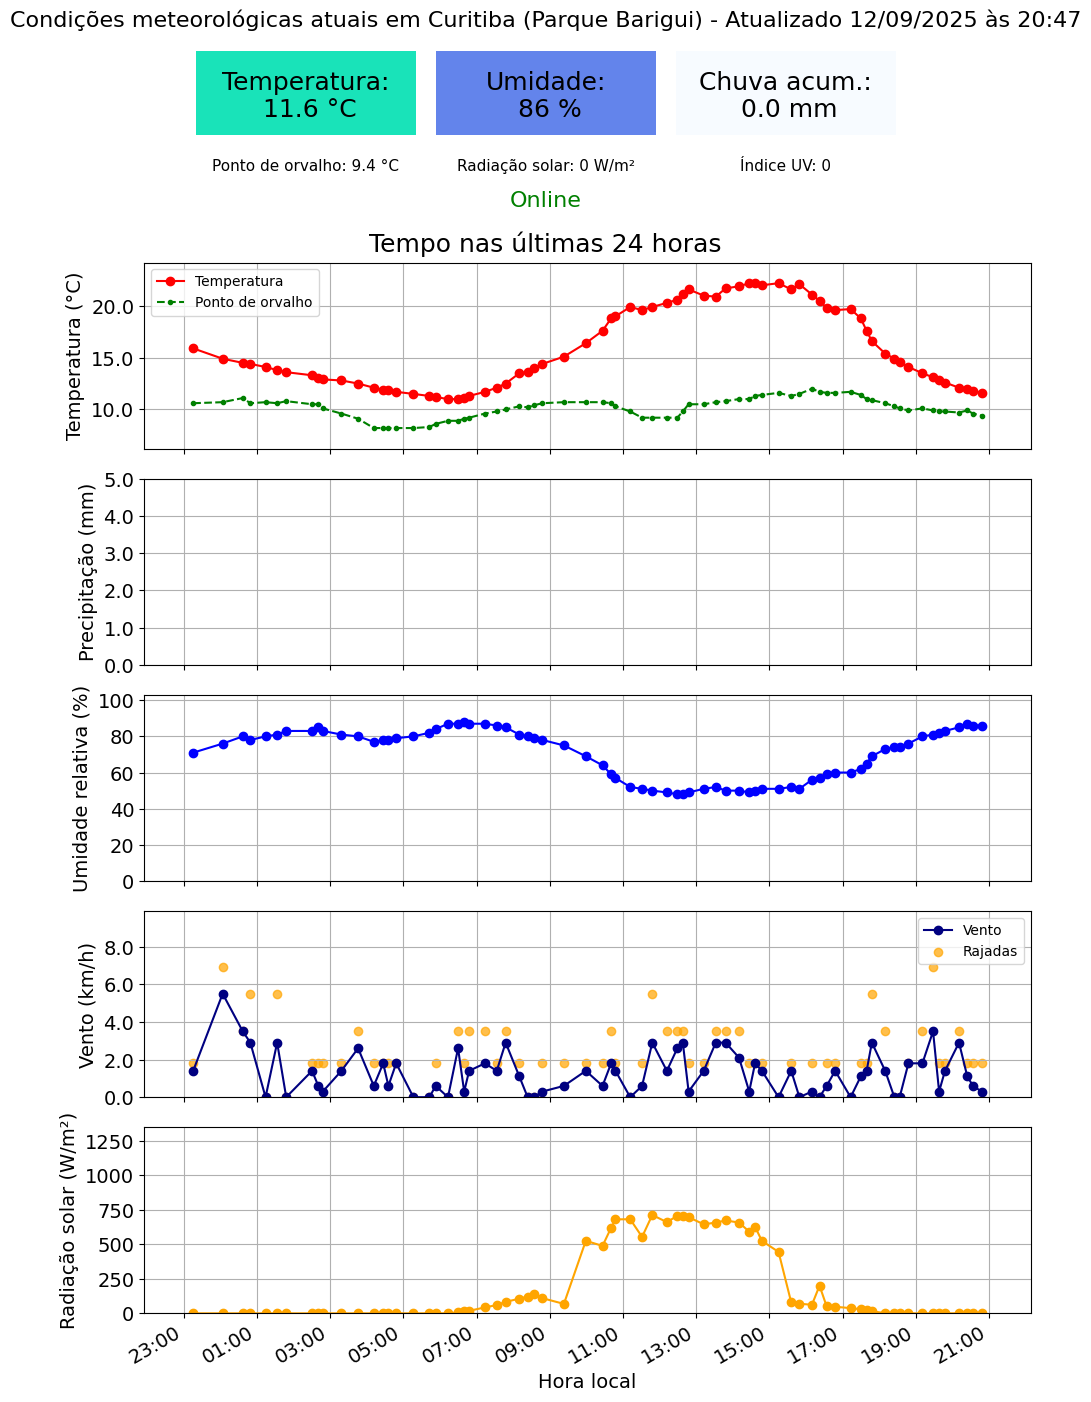 Condições meteorológicas atuais em Curitiba (Parque Barigui) - Atualizado 12/09/2025 às 20:47
Temperatura:
11.6 °C
Umidade:
86 %
Chuva acum.:
0.0 mm
Ponto de orvalho: 9.4 °C
Radiação solar: 0 W/m²
Índice UV: 0
Online
Tempo nas últimas 24 horas
Temperatura (°C)
20.0
15.0
10.0
Temperatura
Ponto de orvalho
Precipitação (mm)
5.0
4.0
3.0
2.0
1.0
0.0
Umidade relativa (%)
100
80
60
40
20
0
Vento (km/h)
8.0
6.0
4.0
2.0
0.0
Vento
Rajadas
Radiação solar (W/m²)
1250
1000
750
500
250
0
23:00
01:00
03:00
05:00
07:00
09:00
11:00
13:00
15:00
17:00
19:00
21:00
Hora local